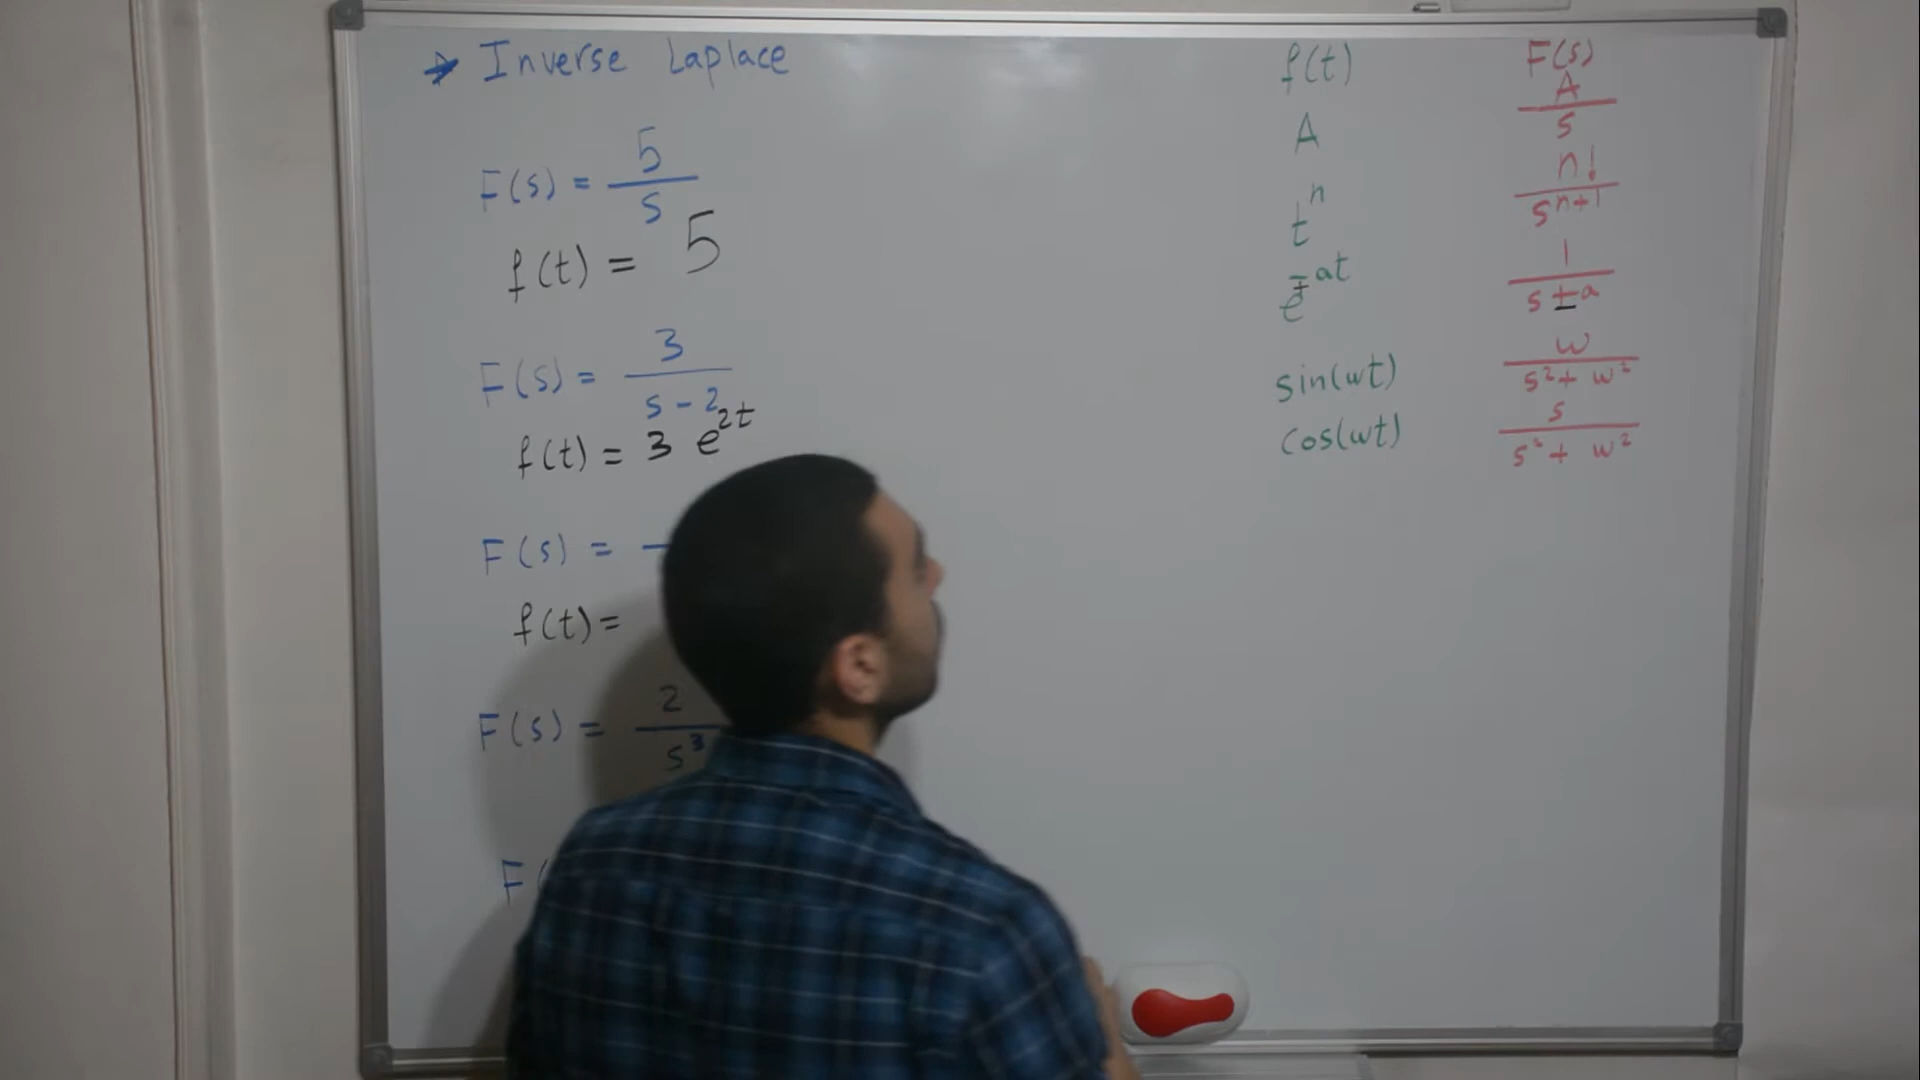 → Inverse Laplace
F(s) = 5/s
f(t) = 5
F(s) = 3/(s - 2)
f(t) = 3 e^{2t}
F(s) =
f(t) =
F(s) = 2/s^3
F(
f(t) F(s)
A A/s
t^n n!/s^{n+1}
e^{∓at} 1/(s ± a)
sin(wt) w/(s^2 + w^2)
cos(wt) s/(s^2 + w^2)